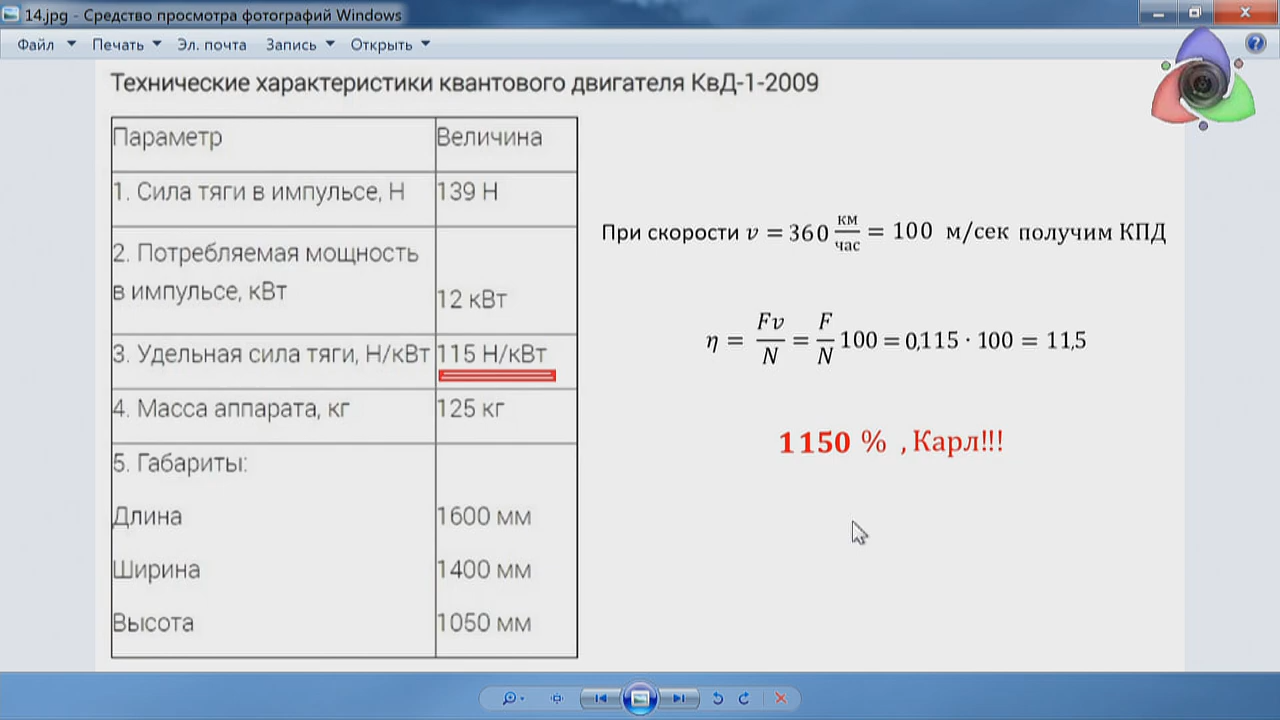 14.jpg - Средство просмотра фотографий Windows
Файл Печать Эл. почта Запись Открыть
Технические характеристики квантового двигателя КвД-1-2009
Параметр Величина
1. Сила тяги в импульсе, Н 139 Н
2. Потребляемая мощность
в импульсе, кВт 12 кВт
3. Удельная сила тяги, Н/кВт 115 Н/кВт
4. Масса аппарата, кг 125 кг
5. Габариты:
Длина 1600 мм
Ширина 1400 мм
Высота 1050 мм
При скорости v = 360 км/час = 100 м/сек получим КПД
η = Fv/N = F/N 100 = 0,115 · 100 = 11,5
1150 % , Карл!!!